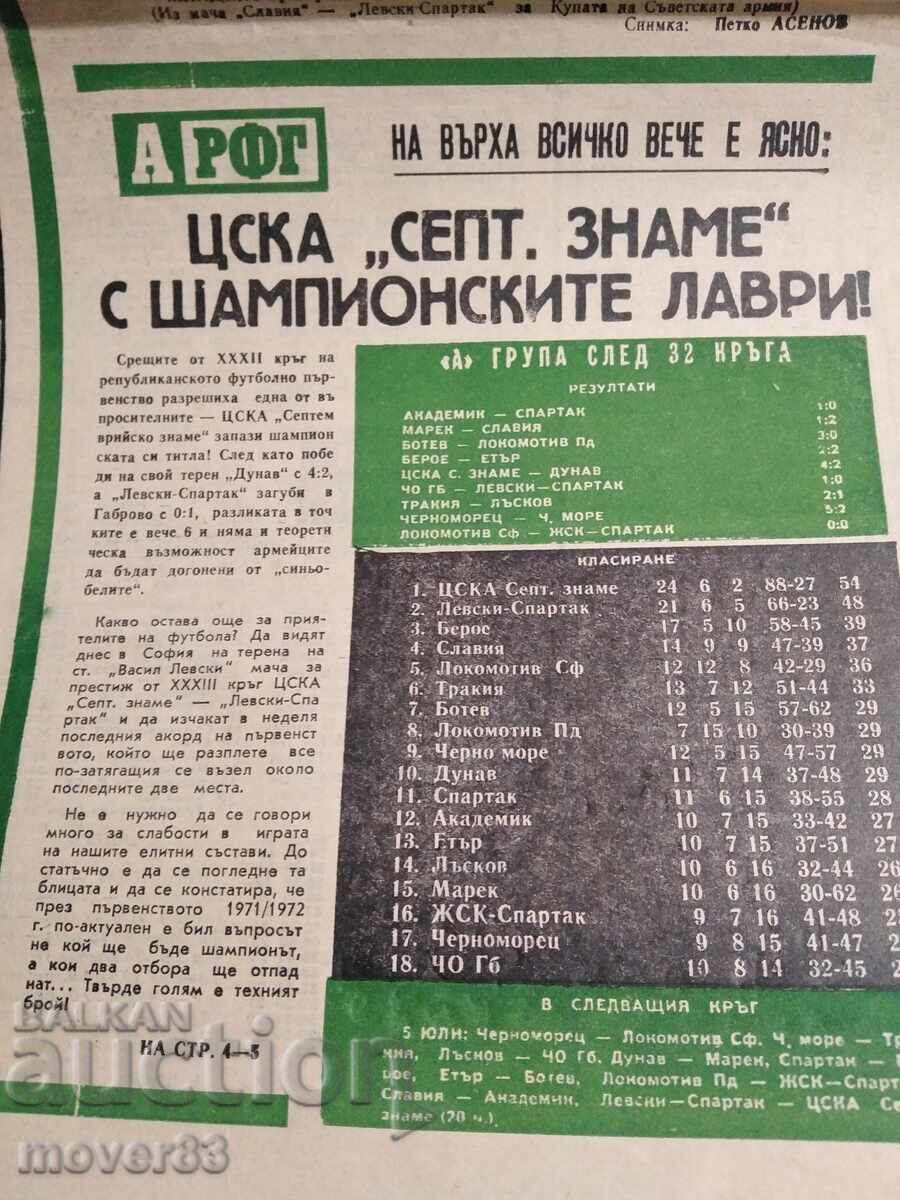 (Из мача „Славия" — „Левски-Спартак" за Купата на Съветската армия)
Снимка: Петко АСЕНОВ
А РФГ
НА ВЪРХА ВСИЧКО ВЕЧЕ Е ЯСНО:
ЦСКА „СЕПТ. ЗНАМЕ“
С ШАМПИОНСКИТЕ ЛАВРИ!
Срещите от XXXII кръг на
републиканското футболно пър-
венство разрешиха една от въ
просителните — ЦСКА „Септем
врийско знаме“ запази шампион
ската си титла! След като побе
ди на свой терен „Дунав“ с 4:2,
а „Левски-Спартак“ загуби в
Габрово с 0:1, разликата в точ
ките е вече 6 и няма и теорети
ческа възможност армейците
да бъдат догонени от „синьо-
белите“.
Какво остава още за прия-
телите на футбола? Да видят
днес в София на терена на
ст. „Васил Левски“ мача за
престиж от XXXIII кръг ЦСКА
„Септ. знаме“ — „Левски-Спа
ртак“ и да изчакат в неделя
последния акорд на първенст
вото, който ще разплете все
по-затягащия се възел около
последните две места.
Не е нужно да се говори
много за слабости в играта
на нашите елитни състави. До
статъчно е да се погледне та
блицата и да се констатира, че
през първенството 1971/1972
г. по-актуален е бил въпросът
не кой ще бъде шампионът,
а кои два отбора ще отпад
нат... Твърде голям е техният
брой!
НА СТР. 4—5
«А» ГРУПА СЛЕД 32 КРЪГА
РЕЗУЛТАТИ
АКАДЕМИК — СПАРТАК 1:0
МАРЕК — СЛАВИЯ 1:2
БОТЕВ — ЛОКОМОТИВ Пд 3:0
БЕРОЕ — ЕТЪР 2:2
ЦСКА С. ЗНАМЕ — ДУНАВ 4:2
ЧО ГБ — ЛЕВСКИ—СПАРТАК 1:0
ТРАКИЯ — ЛЪСКОВ 2:1
ЧЕРНОМОРЕЦ — Ч. МОРЕ 5:2
ЛОКОМОТИВ Сф — ЖСК—СПАРТАК 0:0
КЛАСИРАНЕ
1. ЦСКА Септ. знаме 24 6 2 88-27 54
2. Левски-Спартак 21 6 5 66-23 48
3. Берое 17 5 10 58-45 39
4. Славия 14 9 9 47-39 37
5. Локомотив Сф 12 12 8 42-29 36
6. Тракия 13 7 12 51-44 33
7. Ботев 12 5 15 57-62 29
8. Локомотив Пд 7 15 10 30-39 29
9. Черно море 12 5 15 47-57 29
10. Дунав 11 7 14 37-48 29
11. Спартак 11 6 15 38-55 28
12. Академик 10 7 15 33-42 27
13. Етър 10 7 15 37-51 27
14. Лъсков 10 6 16 32-44 26
15. Марек 10 6 16 30-62 26
16. ЖСК-Спартак 9 7 16 41-48
17. Черноморец 9 8 15 41-47
18. ЧО Гб 10 8 14 32-45
В СЛЕДВАЩИЯ КРЪГ
5 ЮЛИ: Черноморец — Локомотив Сф. Ч. море — Тра
ния, Лъсков — ЧО Гб. Дунав — Марек, Спартак —
рое, Етър — Ботев, Локомотив Пд — ЖСК—Спарта
Славия — Академик, Левски—Спартак — ЦСКА Се
знаме (20 ч.).
BALKAN
auction
mover83